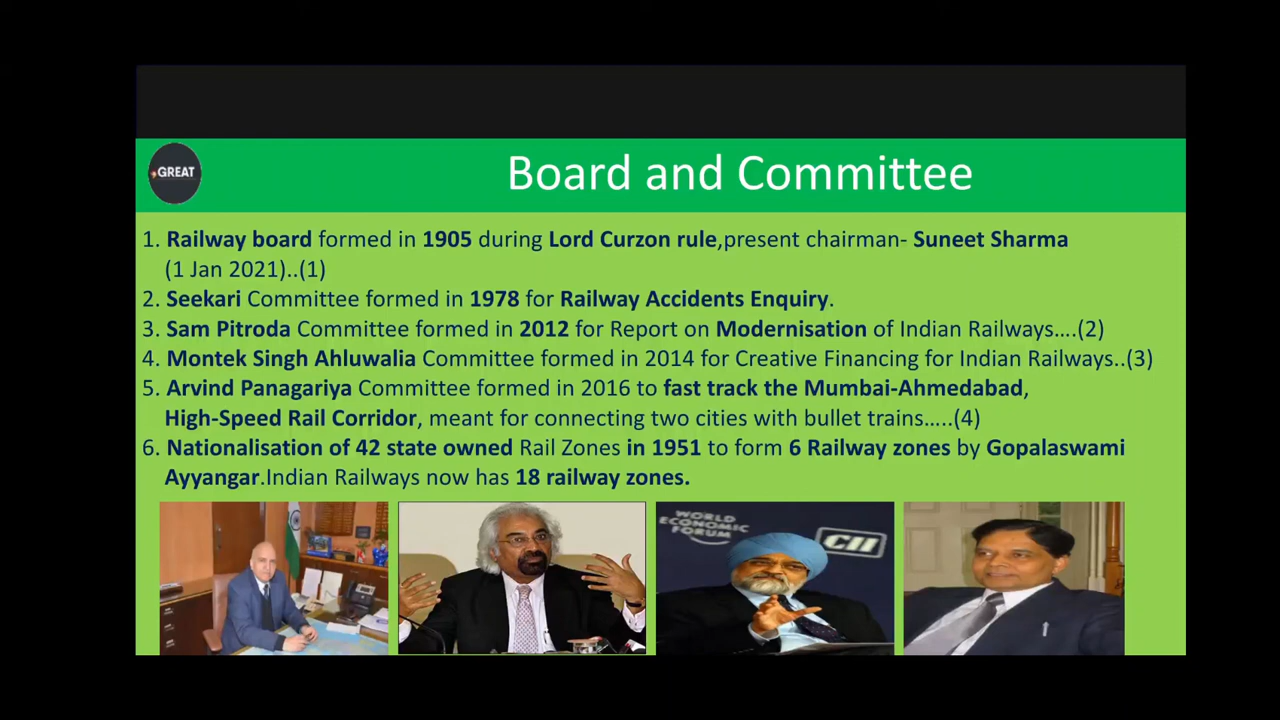 GREAT
Board and Committee
1. Railway board formed in 1905 during Lord Curzon rule,present chairman- Suneet Sharma
(1 Jan 2021)..(1)
2. Seekari Committee formed in 1978 for Railway Accidents Enquiry.
3. Sam Pitroda Committee formed in 2012 for Report on Modernisation of Indian Railways….(2)
4. Montek Singh Ahluwalia Committee formed in 2014 for Creative Financing for Indian Railways..(3)
5. Arvind Panagariya Committee formed in 2016 to fast track the Mumbai-Ahmedabad,
High-Speed Rail Corridor, meant for connecting two cities with bullet trains…..(4)
6. Nationalisation of 42 state owned Rail Zones in 1951 to form 6 Railway zones by Gopalaswami
Ayyangar.Indian Railways now has 18 railway zones.
WORLD
ECONOMIC
FORUM
CII